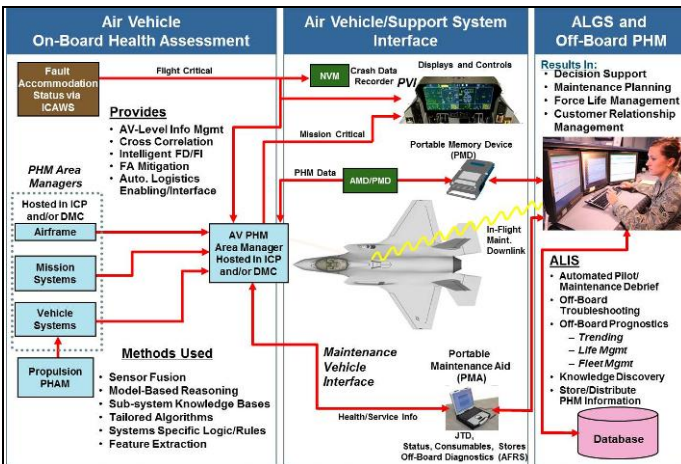 Air Vehicle
On-Board Health Assessment
Fault
Accommodation
Status via
ICAWS
Flight Critical
Provides
• AV-Level Info Mgmt
• Cross Correlation
• Intelligent FD/FI
• FA Mitigation
• Auto. Logistics
Enabling/Interface
PHM Area
Managers
Hosted in ICP
and/or DMC
Airframe
Mission
Systems
Vehicle
Systems
Propulsion
PHAM
AV PHM
Area Manager
Hosted in ICP
and/or DMC
Methods Used
• Sensor Fusion
• Model-Based Reasoning
• Sub-system Knowledge Bases
• Tailored Algorithms
• Systems Specific Logic/Rules
• Feature Extraction
Air Vehicle/Support System
Interface
NVM
Crash Data
Recorder
Displays and Controls
PVI
Mission Critical
Portable Memory Device
(PMD)
PHM Data
AMD/PMD
In-Flight
Maint.
Downlink
Maintenance
Vehicle
Interface
Portable
Maintenance Aid
(PMA)
Health/Service Info
JTD,
Status, Consumables, Stores
Off-Board Diagnostics (AFRS)
ALGS and
Off-Board PHM
Results In:
• Decision Support
• Maintenance Planning
• Force Life Management
• Customer Relationship
Management
ALIS
• Automated Pilot/
Maintenance Debrief
• Off-Board
Troubleshooting
• Off-Board Prognostics
– Trending
– Life Mgmt
– Fleet Mgmt
• Knowledge Discovery
• Store/Distribute
PHM Information
Database